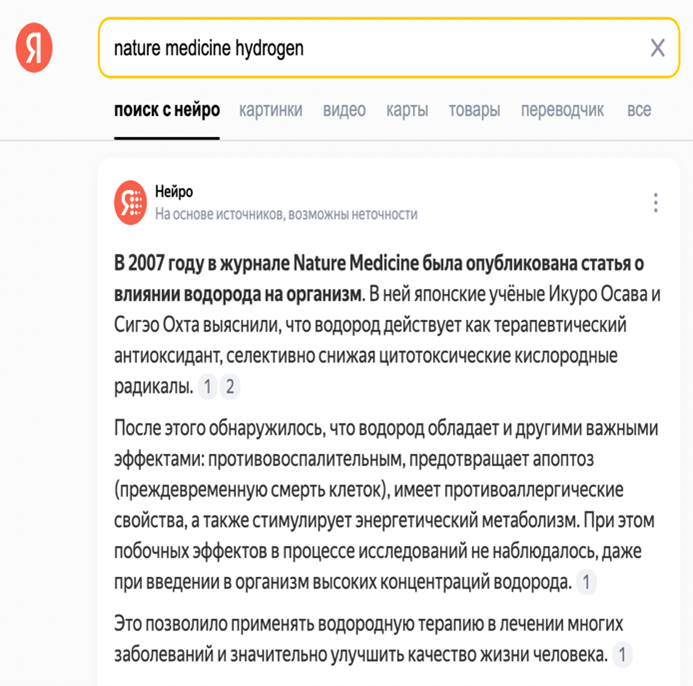 Я
nature medicine hydrogen
поиск с нейро картинки видео карты товары переводчик все
Я
Нейро
На основе источников, возможны неточности
В 2007 году в журнале Nature Medicine была опубликована статья о
влиянии водорода на организм. В ней японские учёные Икуро Осава и
Сигэо Охта выяснили, что водород действует как терапевтический
антиоксидант, селективно снижая цитотоксические кислородные
радикалы. 1 2
После этого обнаружилось, что водород обладает и другими важными
эффектами: противовоспалительным, предотвращает апоптоз
(преждевременную смерть клеток), имеет противоаллергические
свойства, а также стимулирует энергетический метаболизм. При этом
побочных эффектов в процессе исследований не наблюдалось, даже
при введении в организм высоких концентраций водорода. 1
Это позволило применять водородную терапию в лечении многих
заболеваний и значительно улучшить качество жизни человека. 1